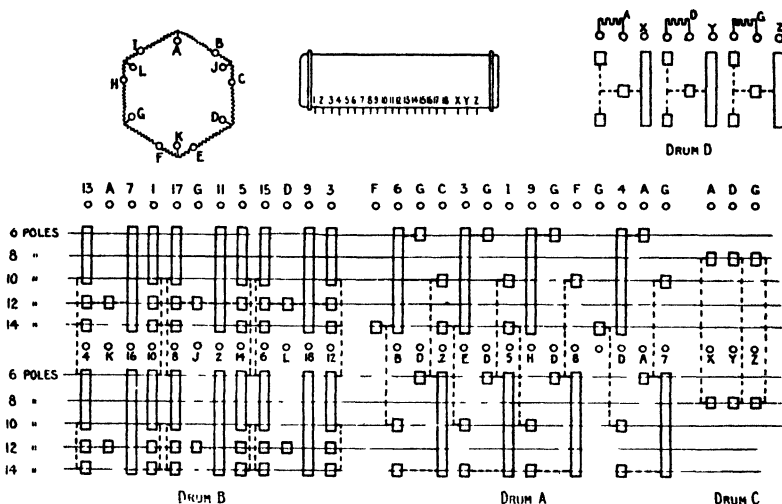 A X D Y G Z
I A B
L J
H C
G D
K
F E
1 2 3 4 5 6 7 8 9 10 11 12 13 14 15 16 17 18 X Y Z
DRUM D
13 A 7 1 17 G 11 5 15 D 9 3 F 6 G C 3 G I 9 G F G 4 A G A D G
6 POLES
8 "
10 "
12 "
14 "
4 K 16 10 8 J 2 14 6 L 18 12 B D 2 E D 5 H D 8 D A 7 X Y Z
6 POLES
8 "
10 "
12 "
14 "
DRUM B DRUM A DRUM C